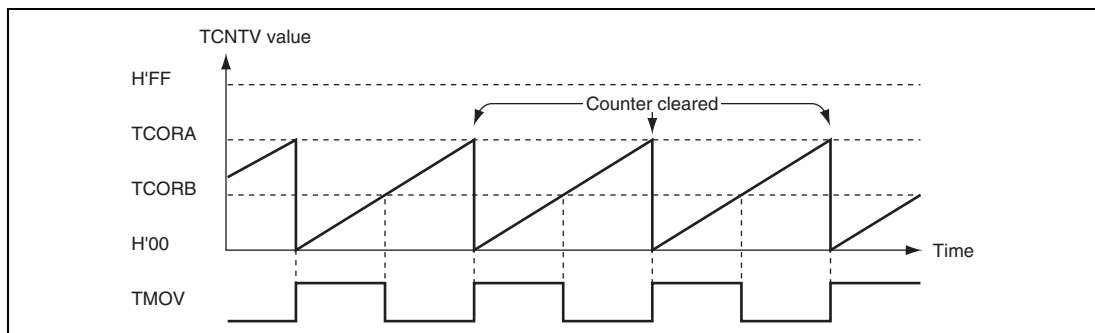 TCNTV value
H'FF
Counter cleared
TCORA
TCORB
H'00
Time
TMOV